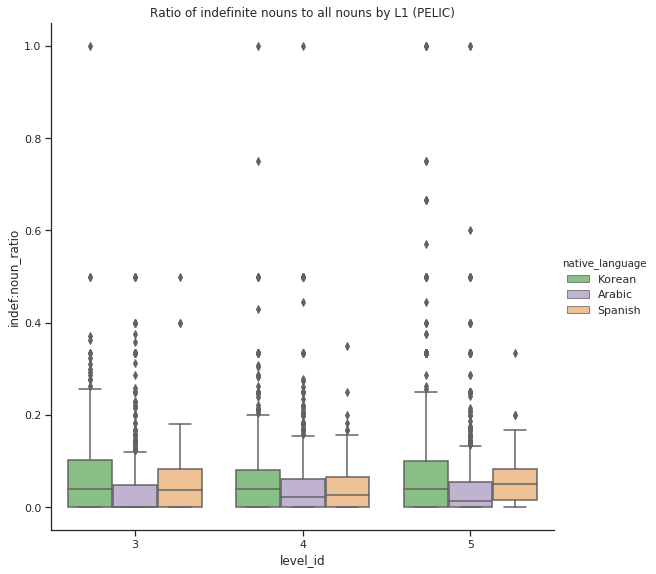 Ratio of indefinite nouns to all nouns by L1 (PELIC)
1.0
0.8
0.6
0.4
0.2
0.0
indef:noun_ratio
3
4
5
level_id
native_language
Korean
Arabic
Spanish